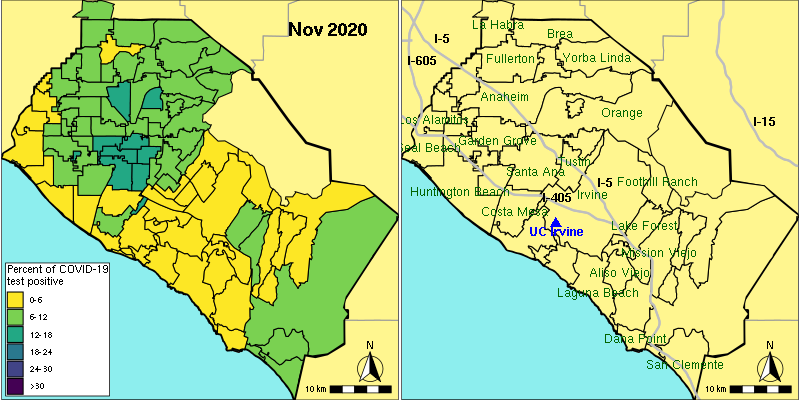 Nov 2020
Percent of COVID-19
test positive
0-6
6-12
12-18
18-24
24-30
>30
N
10 km
La Habra
Brea
I-5
I-605
Fullerton
Yorba Linda
Anaheim
Orange
I-15
os Alamitos
Garden Grove
Seal Beach
Tustin
Santa Ana
I-5
Foothill Ranch
Huntington Beach
I-405
Irvine
Costa Mesa
UC Irvine
Lake Forest
Mission Viejo
Aliso Viejo
Laguna Beach
Dana Point
San Clemente
N
10 km